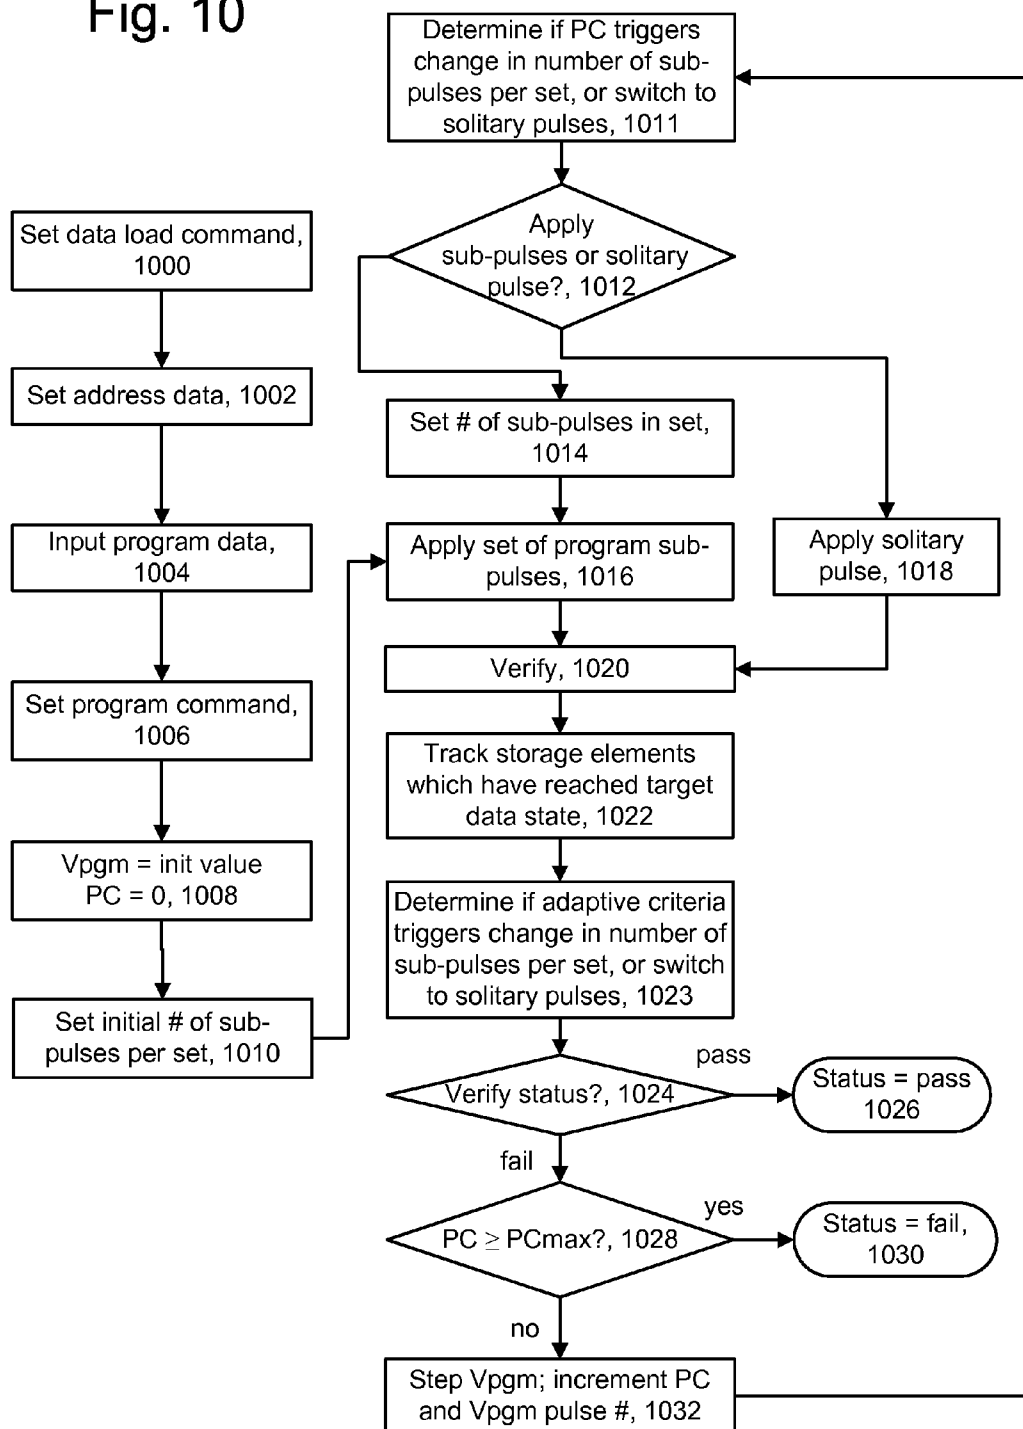 Fig. 10
Determine if PC triggers
change in number of sub-
pulses per set, or switch to
solitary pulses, 1011
Apply
sub-pulses or solitary
pulse?, 1012
Set data load command,
1000
Set address data, 1002
Input program data,
1004
Set program command,
1006
Vpgm = init value
PC = 0, 1008
Set initial # of sub-
pulses per set, 1010
Set # of sub-pulses in set,
1014
Apply set of program sub-
pulses, 1016
Apply solitary
pulse, 1018
Verify, 1020
Track storage elements
which have reached target
data state, 1022
Determine if adaptive criteria
triggers change in number of
sub-pulses per set, or switch
to solitary pulses, 1023
Verify status?, 1024
pass
Status = pass
1026
fail
PC ≥ PCmax?, 1028
yes
Status = fail,
1030
no
Step Vpgm; increment PC
and Vpgm pulse #, 1032